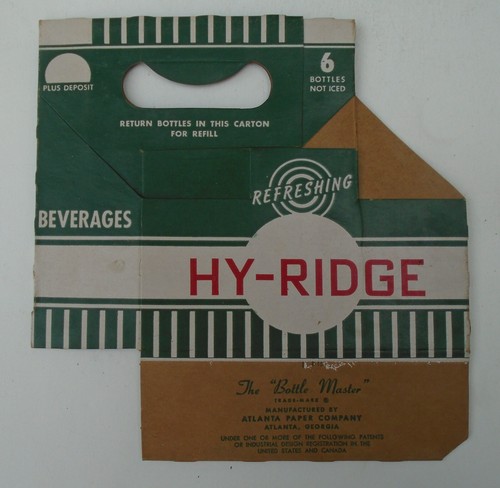 6
BOTTLES
NOT ICED
PLUS DEPOSIT
RETURN BOTTLES IN THIS CARTON
FOR REFILL
REFRESHING
BEVERAGES
HY-RIDGE
The "Bottle Master"
TRADE-MARK ®
MANUFACTURED BY
ATLANTA PAPER COMPANY
ATLANTA, GEORGIA
UNDER ONE OR MORE OF THE FOLLOWING PATENTS
OR INDUSTRIAL DESIGN REGISTRATION IN THE
UNITED STATES AND CANADA